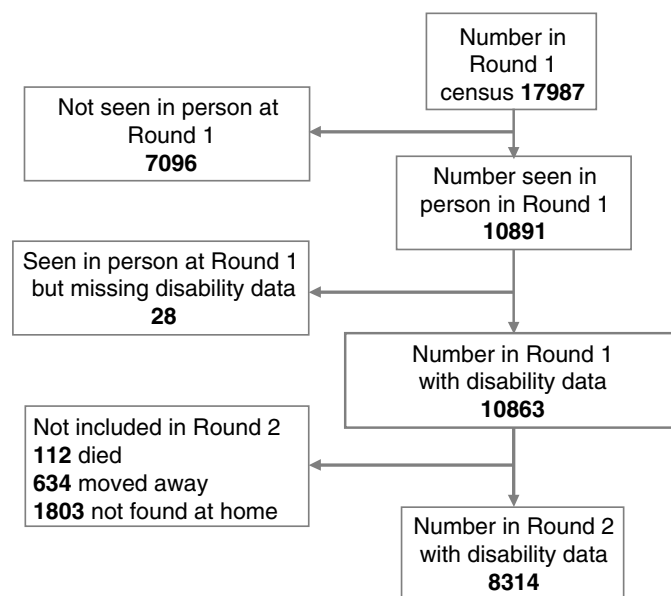 Number in
Round 1
census 17987
Not seen in person at
Round 1
7096
Number seen in
person in Round 1
10891
Seen in person at Round 1
but missing disability data
28
Number in Round 1
with disability data
10863
Not included in Round 2
112 died
634 moved away
1803 not found at home
Number in Round 2
with disability data
8314